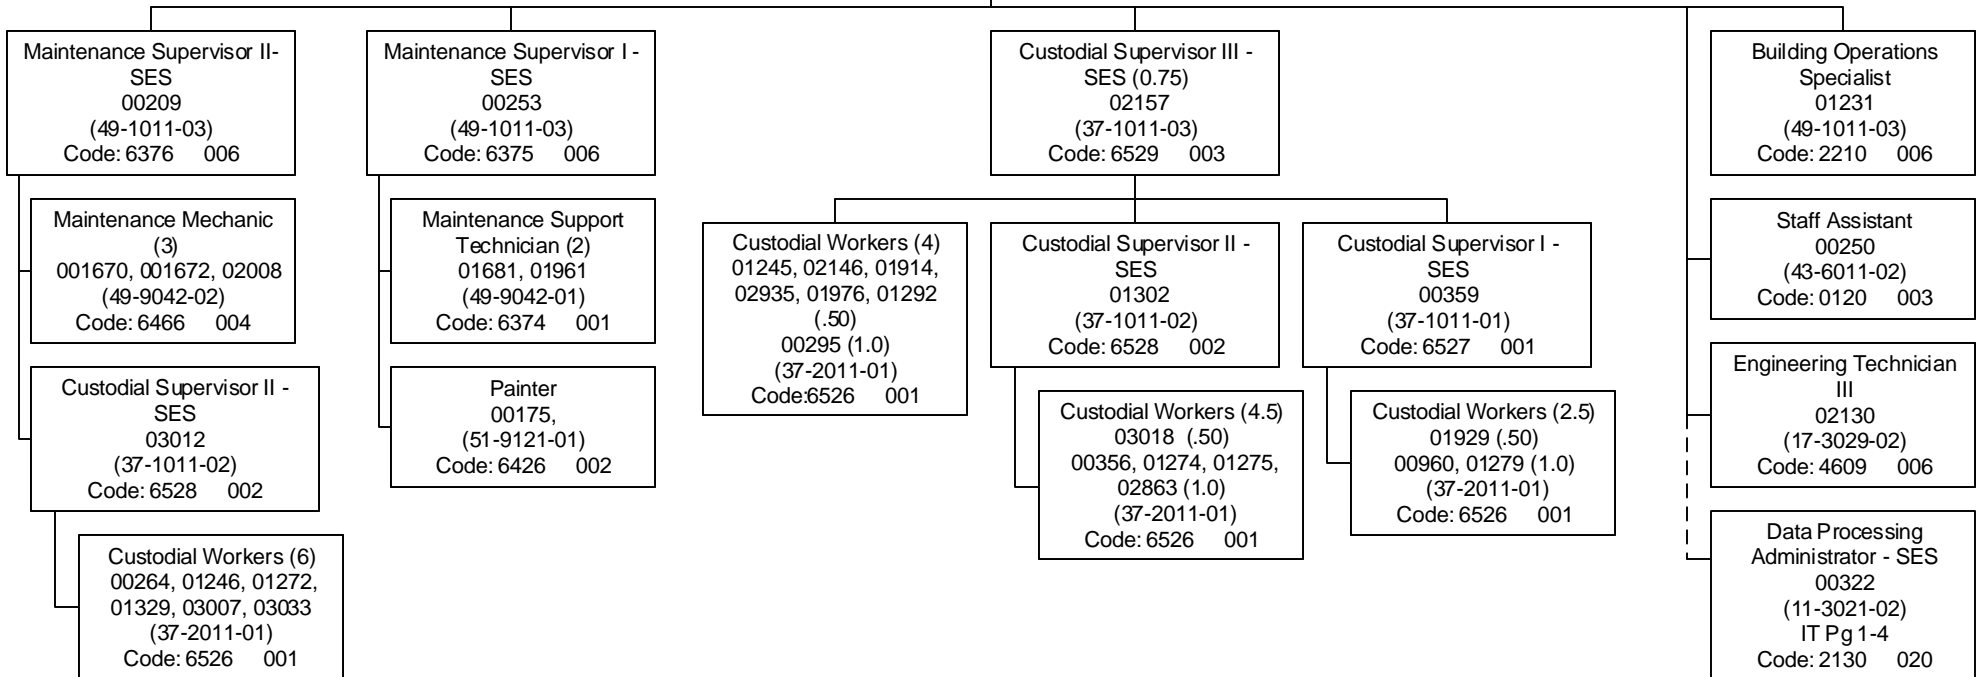 Maintenance Supervisor II-
SES
00209
(49-1011-03)
Code: 6376 006
Maintenance Mechanic
(3)
001670, 001672, 02008
(49-9042-02)
Code: 6466 004
Custodial Supervisor II -
SES
03012
(37-1011-02)
Code: 6528 002
Custodial Workers (6)
00264, 01246, 01272,
01329, 03007, 03033
(37-2011-01)
Code: 6526 001
Maintenance Supervisor I -
SES
00253
(49-1011-03)
Code: 6375 006
Maintenance Support
Technician (2)
01681, 01961
(49-9042-01)
Code: 6374 001
Painter
00175,
(51-9121-01)
Code: 6426 002
Custodial Supervisor III -
SES (0.75)
02157
(37-1011-03)
Code: 6529 003
Custodial Workers (4)
01245, 02146, 01914,
02935, 01976, 01292
(.50)
00295 (1.0)
(37-2011-01)
Code:6526 001
Custodial Supervisor II -
SES
01302
(37-1011-02)
Code: 6528 002
Custodial Workers (4.5)
03018 (.50)
00356, 01274, 01275,
02863 (1.0)
(37-2011-01)
Code: 6526 001
Custodial Supervisor I -
SES
00359
(37-1011-01)
Code: 6527 001
Custodial Workers (2.5)
01929 (.50)
00960, 01279 (1.0)
(37-2011-01)
Code: 6526 001
Building Operations
Specialist
01231
(49-1011-03)
Code: 2210 006
Staff Assistant
00250
(43-6011-02)
Code: 0120 003
Engineering Technician
III
02130
(17-3029-02)
Code: 4609 006
Data Processing
Administrator - SES
00322
(11-3021-02)
IT Pg 1-4
Code: 2130 020